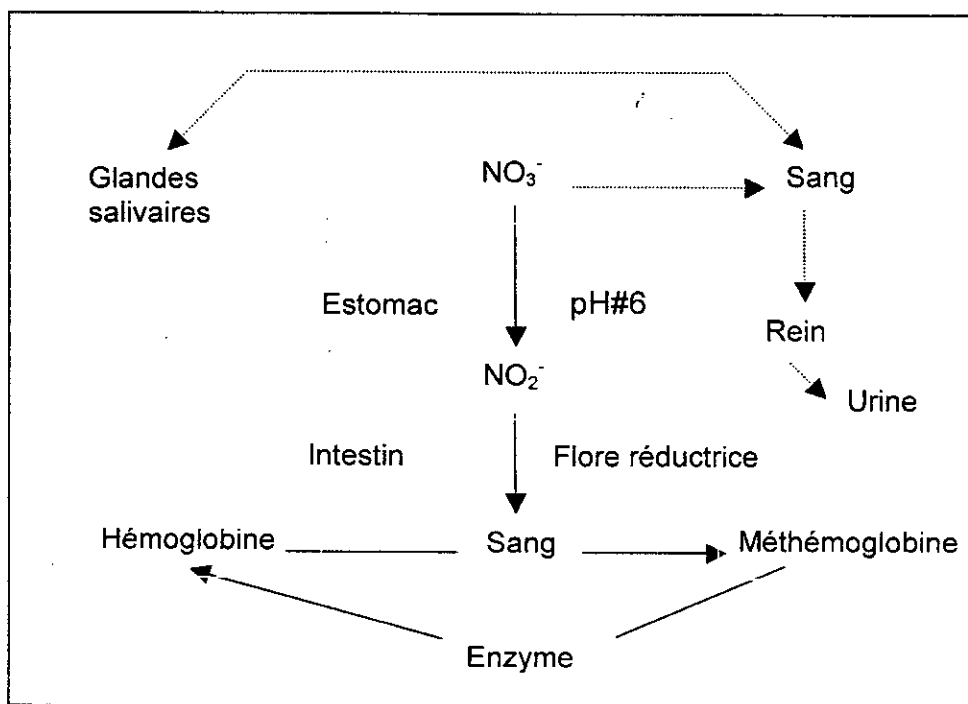 Glandes
salivaires
NO₃⁻
Sang
Estomac
pH#6
Rein
NO₂⁻
Urine
Intestin
Flore réductrice
Hémoglobine
Sang
Méthémoglobine
Enzyme